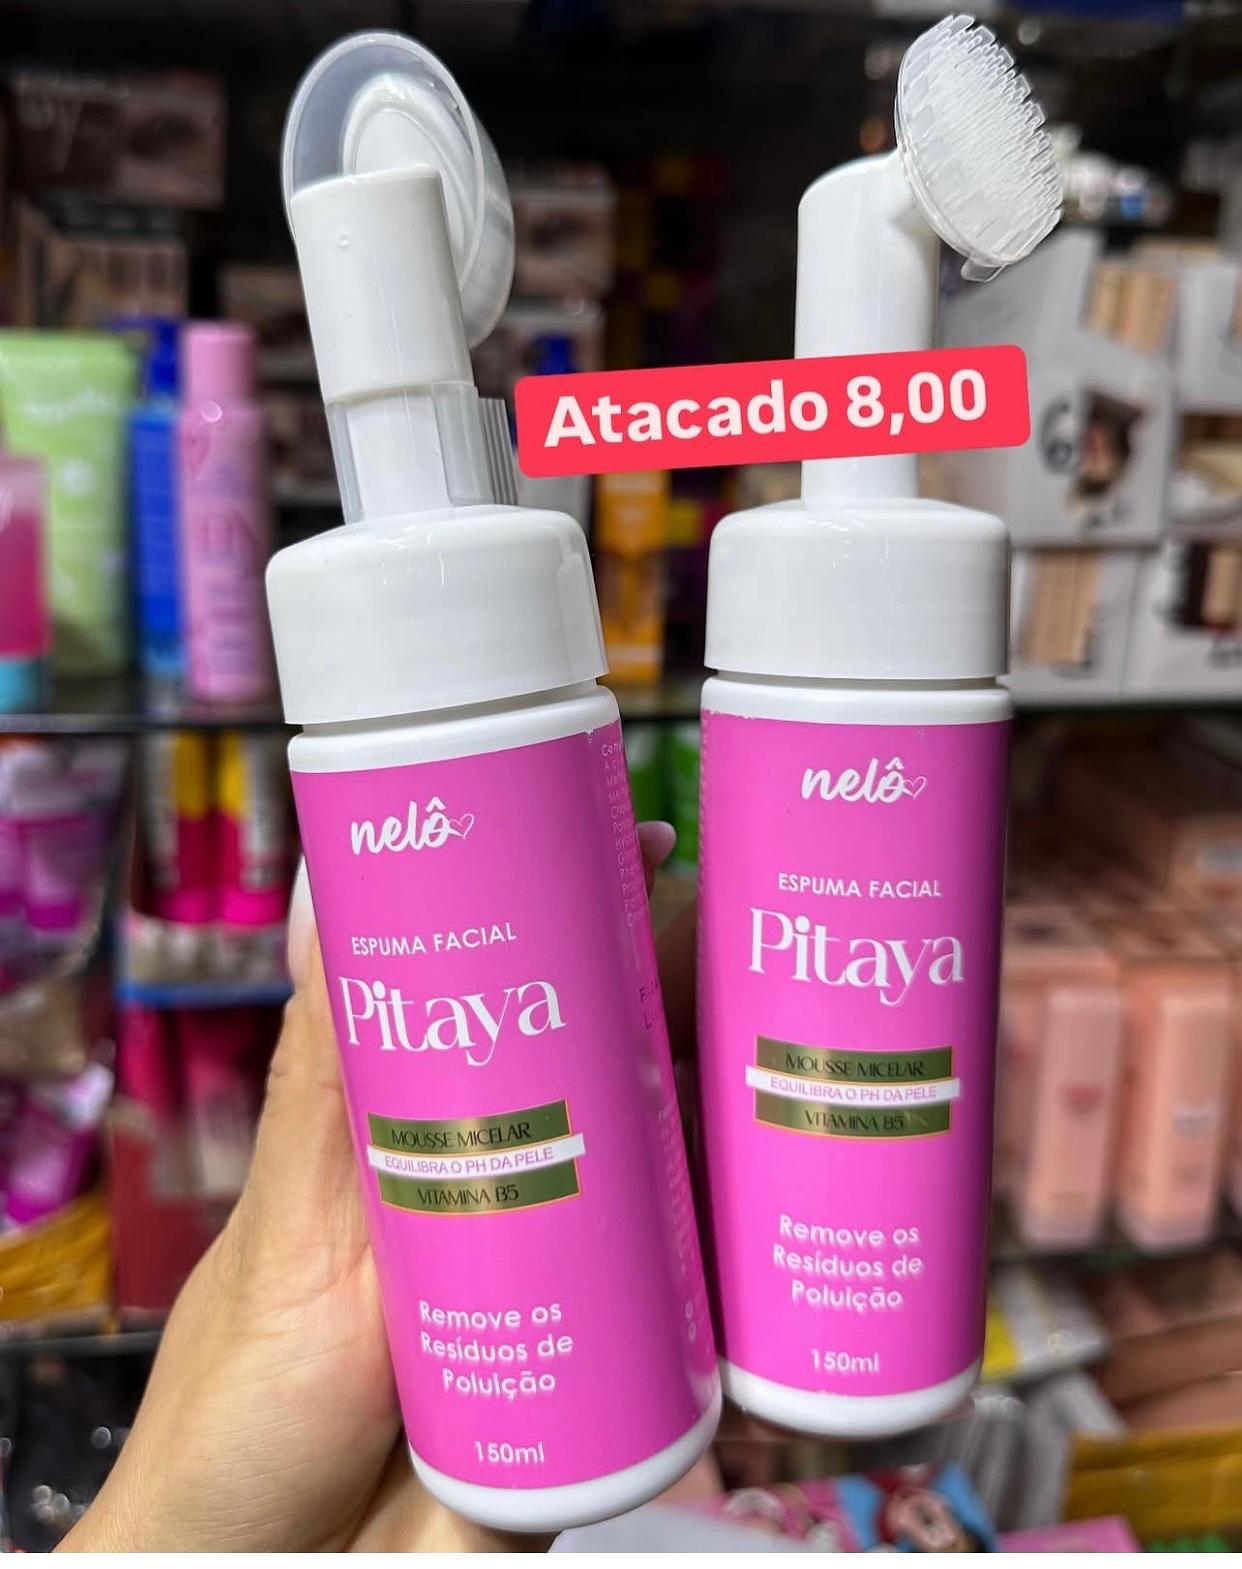 Atacado 8,00
nelô
ESPUMA FACIAL
Pitaya
MOUSSE MICELAR
EQUILIBRA O PH DA PELE
VITAMINA B5
Remove os
Resíduos de
Poluição
150ml
nelô
ESPUMA FACIAL
Pitaya
MOUSSE MICELAR
EQUILIBRA O PH DA PELE
VITAMINA B5
Remove os
Resíduos de
Poluição
150ml